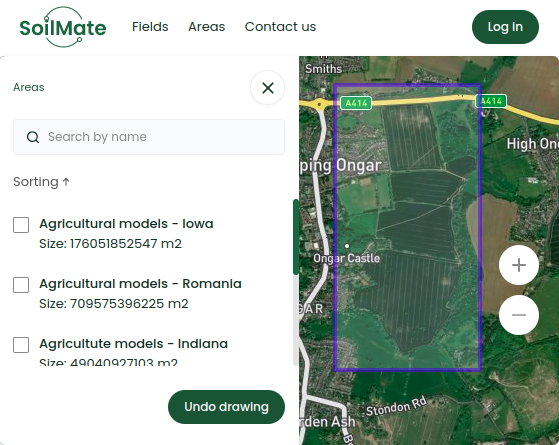 SoilMate
Fields
Areas
Contact us
Log In
Areas
Search by name
Sorting ↑
Agricultural models - Iowa
Size: 176051852547 m2
Agricultural models - Romania
Size: 709575396225 m2
Agricultute models - Indiana
Size: 49040927103 m2
Undo drawing
Smiths
A414
A414
ping Ongar
High On
Ongar Castle
GAR
Stondon Rd
rden Ash